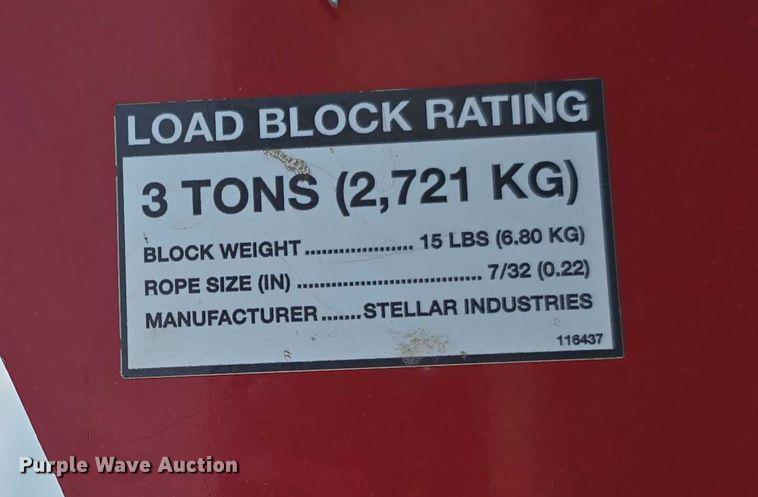 LOAD BLOCK RATING
3 TONS (2,721 KG)
BLOCK WEIGHT ................... 15 LBS (6.80 KG)
ROPE SIZE (IN) ................................ 7/32 (0.22)
MANUFACTURER ....... STELLAR INDUSTRIES
116437
Purple Wave Auction